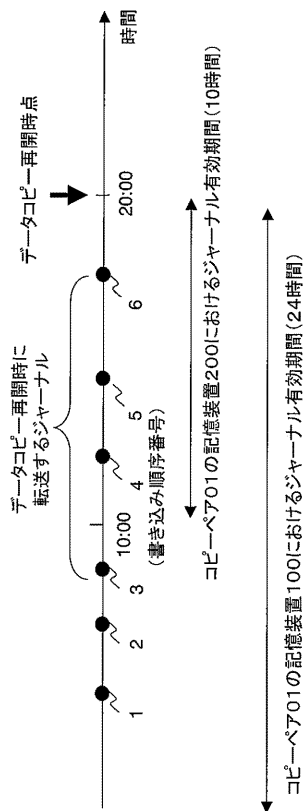 データコピー再開時点
データコピー再開時に
転送するジャーナル
時間
1
2
3
4
5
6
10:00
20:00
(書き込み順序番号)
コピーペア01の記憶装置200におけるジャーナル有効期間(10時間)
コピーペア01の記憶装置100におけるジャーナル有効期間(24時間)